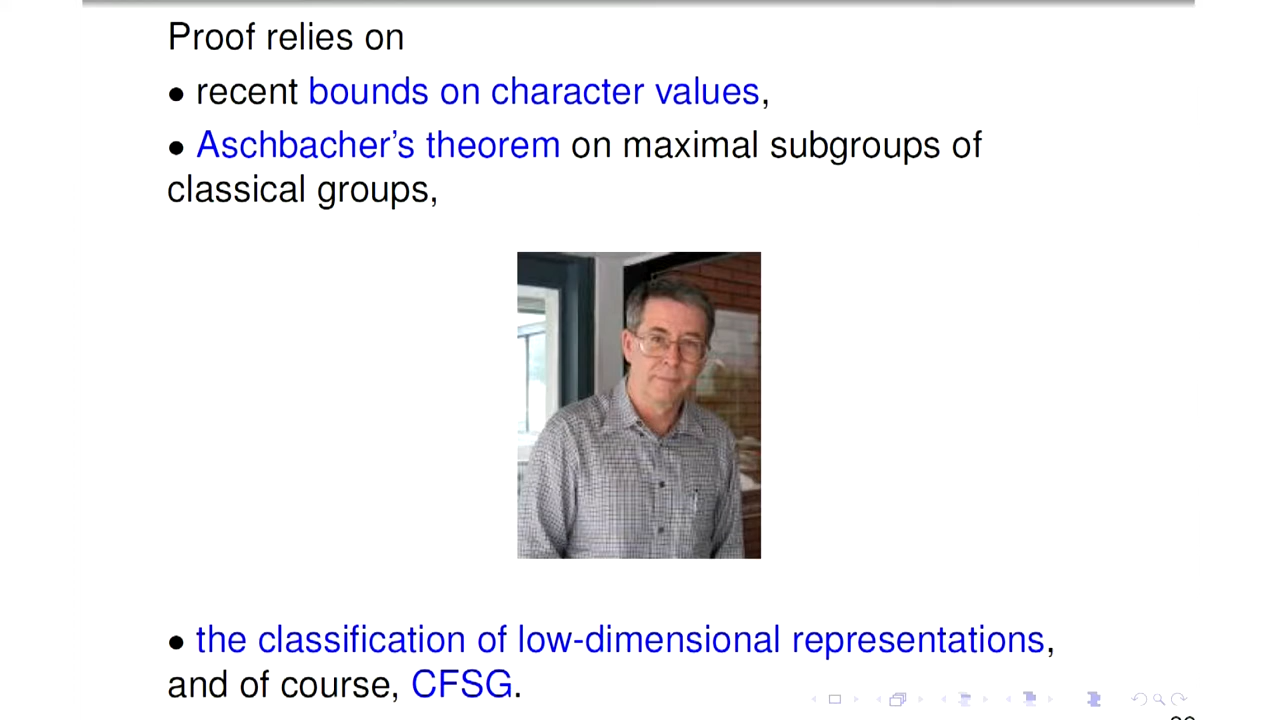 Proof relies on
• recent bounds on character values,
• Aschbacher's theorem on maximal subgroups of
classical groups,
• the classification of low-dimensional representations,
and of course, CFSG.